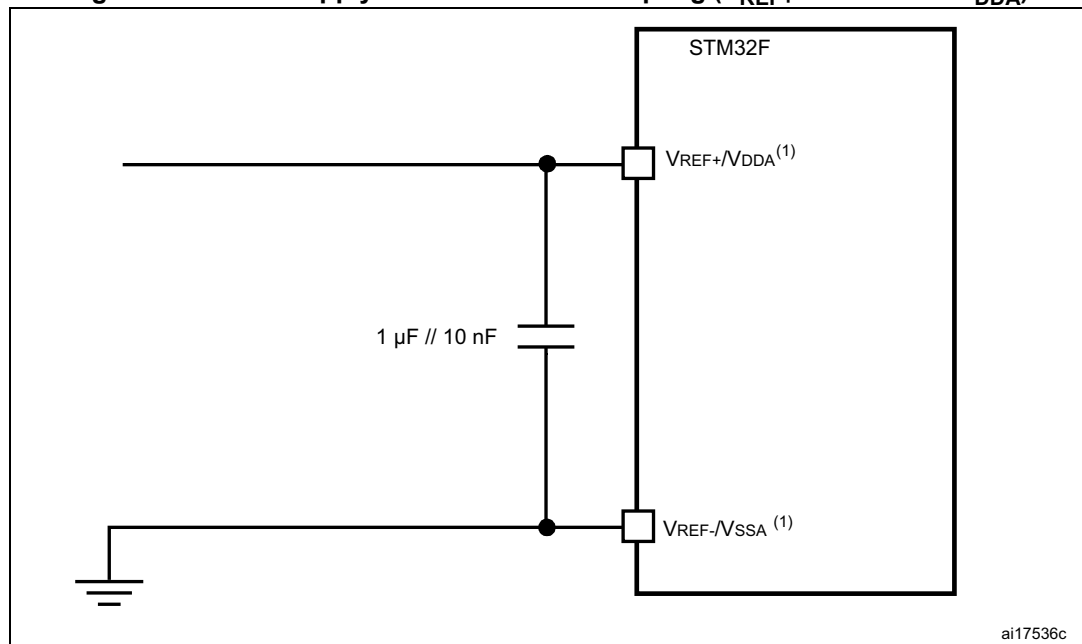 STM32F
VREF+/VDDA(1)
1 µF // 10 nF
VREF-/VSSA (1)
ai17536c